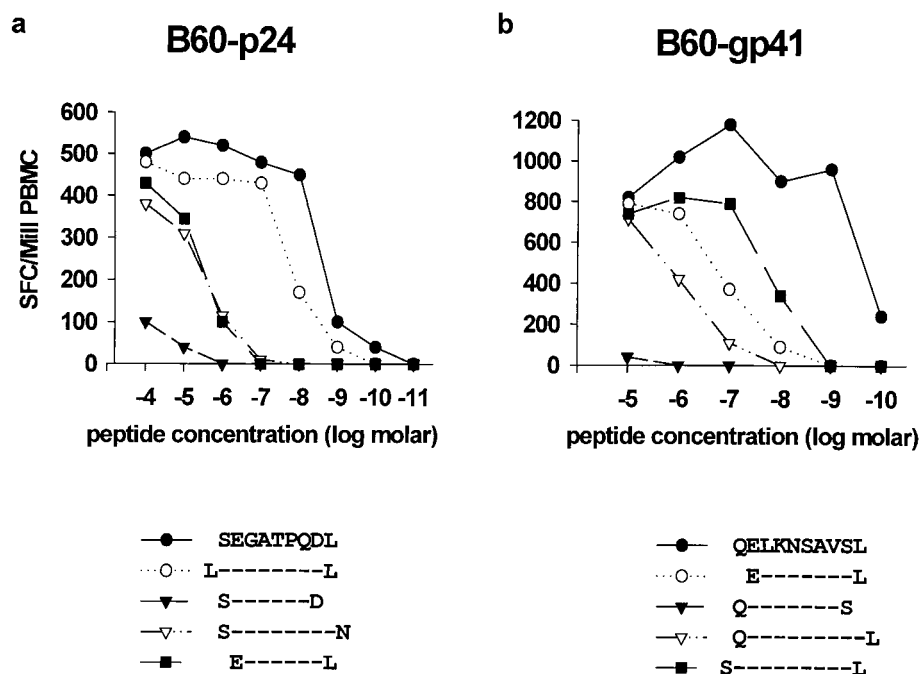 a
B60-p24
b
B60-gp41
SFC/Mill PBMC
600
500
400
300
200
100
0
-4 -5 -6 -7 -8 -9 -10 -11
peptide concentration (log molar)
1200
1000
800
600
400
200
0
-5 -6 -7 -8 -9 -10
peptide concentration (log molar)
SEGATPQDL
L--------L
S-------D
S---------N
E-------L
QELKNSAVSL
E--------L
Q--------S
Q----------L
S----------L